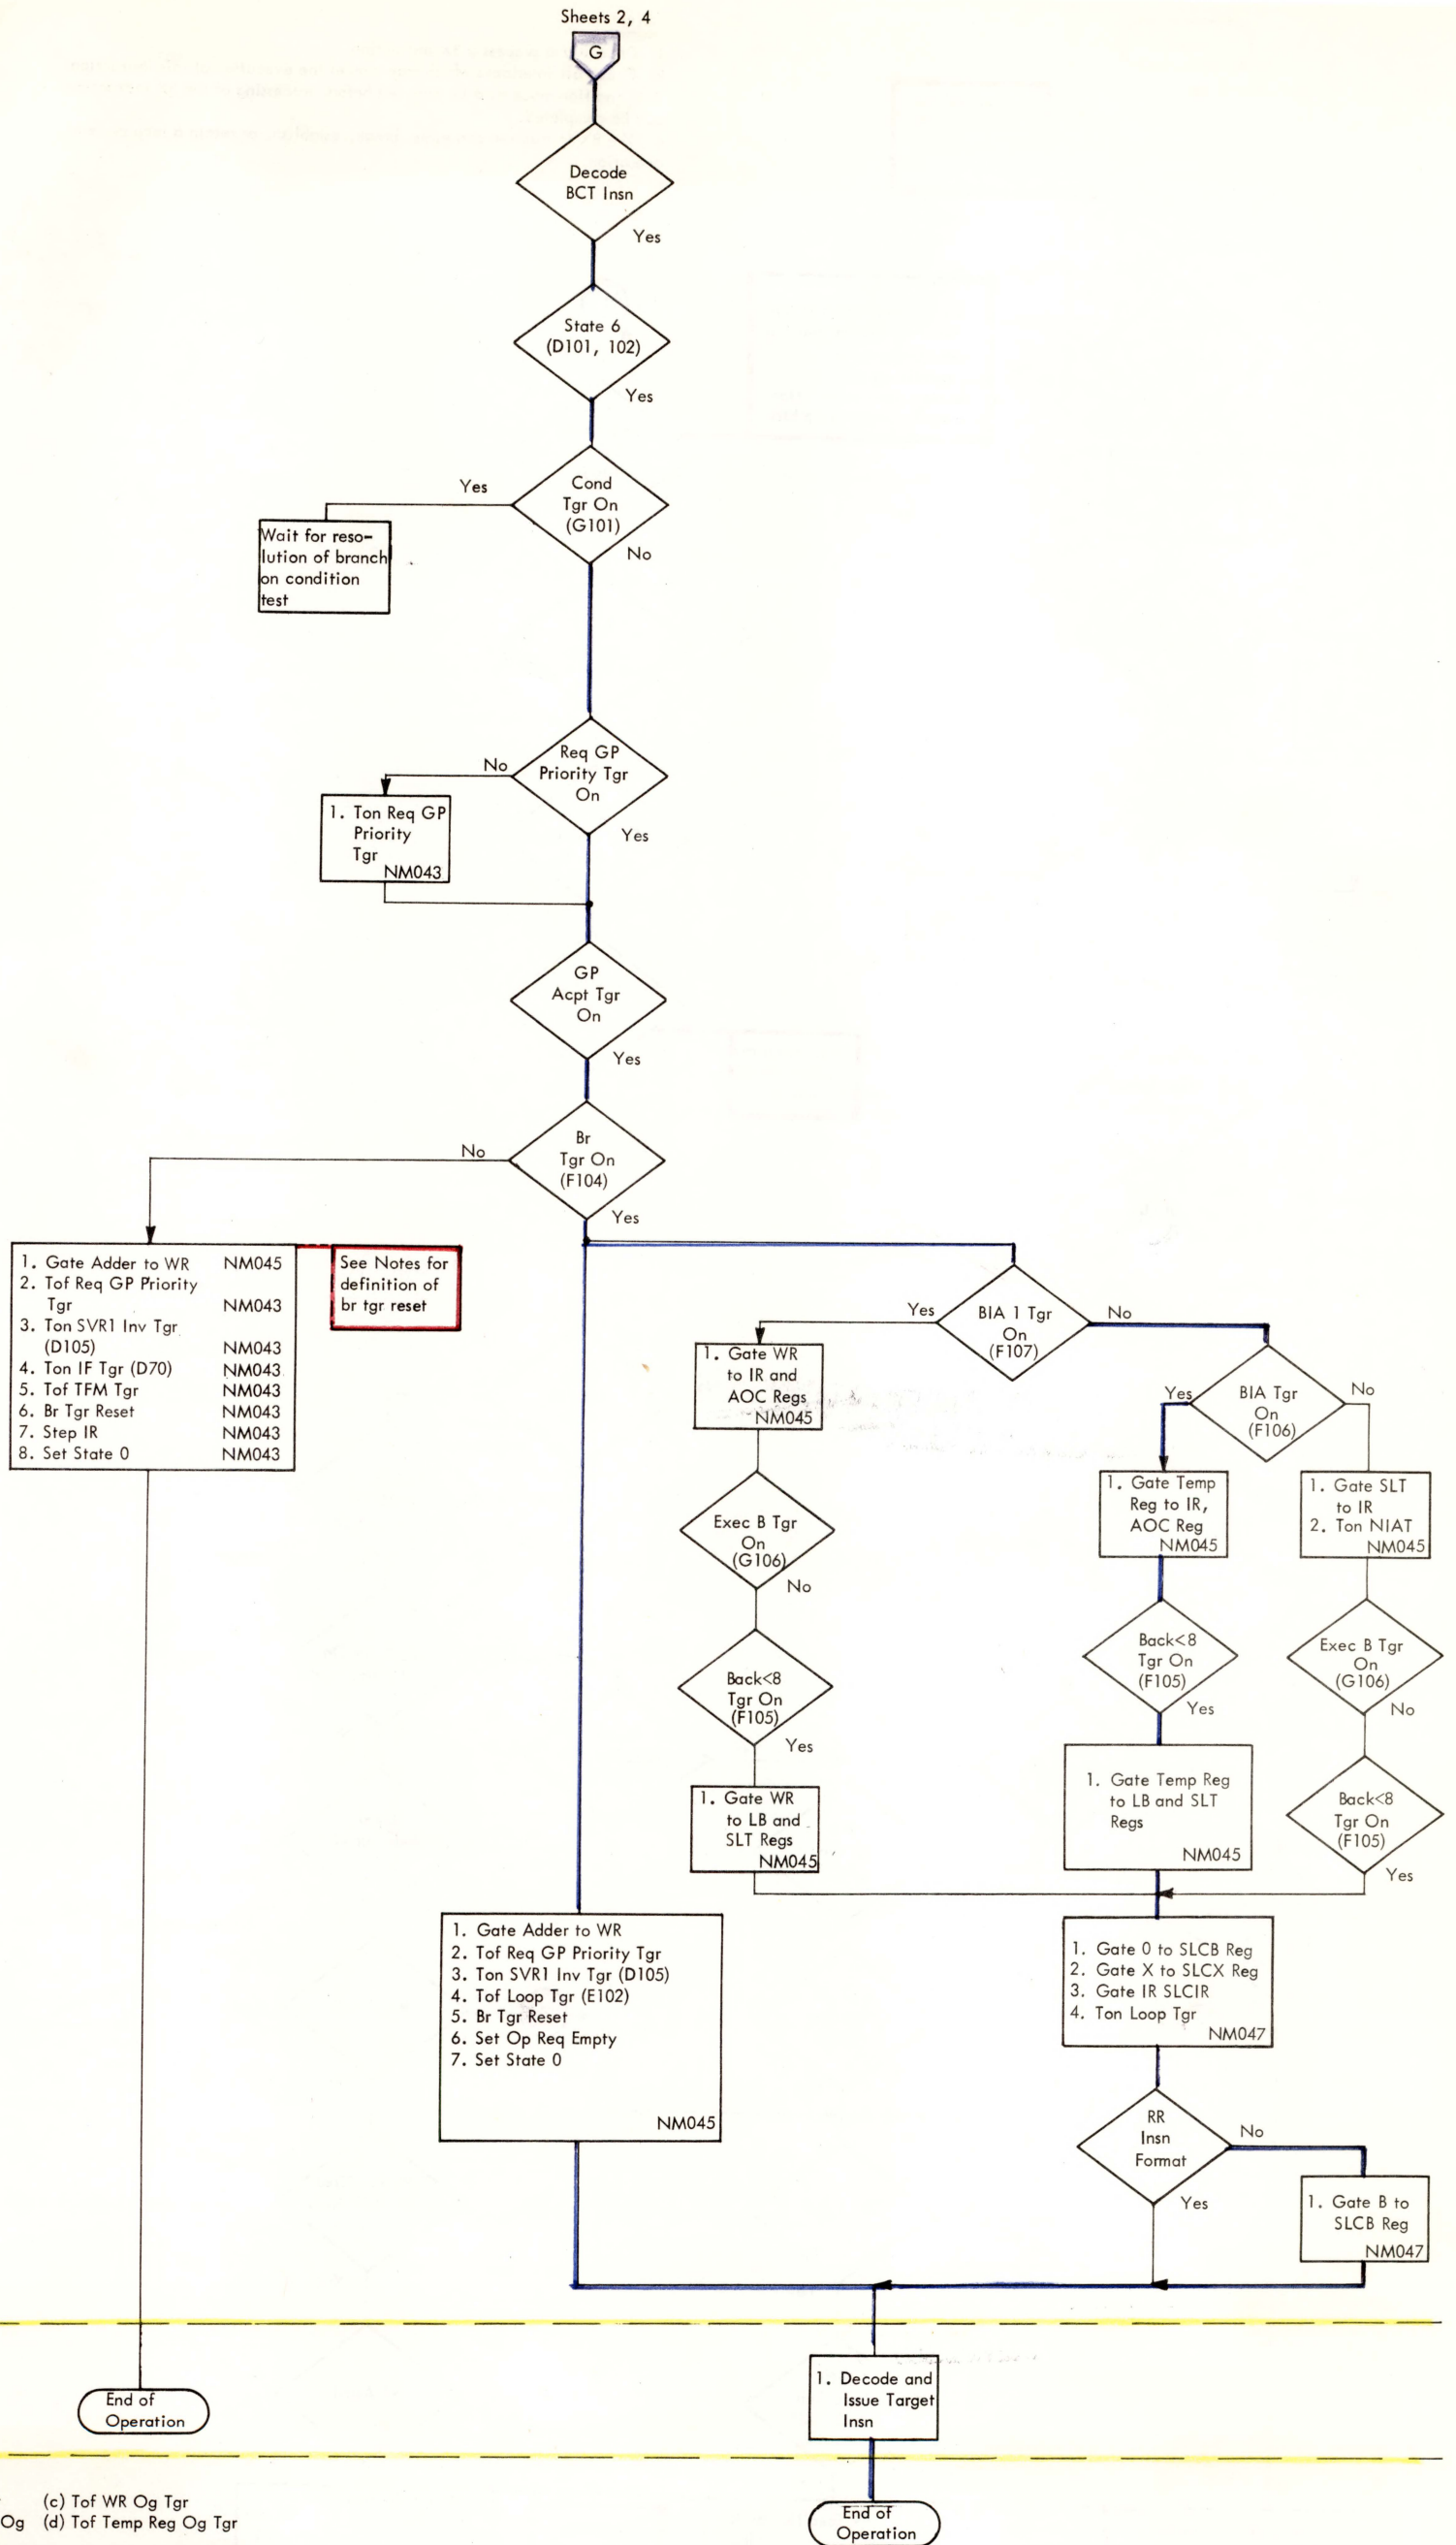 Sheets 2, 4
G
Decode
BCT Insn
Yes
State 6
(D101, 102)
Yes
Cond
Tgr On
(G101)
Yes
No
Wait for reso-
lution of branch
on condition
test
Req GP
Priority Tgr
On
No
Yes
1. Ton Req GP
Priority
Tgr
NM043
GP
Acpt Tgr
On
Yes
Br
Tgr On
(F104)
No
Yes
1. Gate Adder to WR NM045
2. Tof Req GP Priority
Tgr NM043
3. Ton SVR1 Inv Tgr
(D105) NM043
4. Ton IF Tgr (D70) NM043
5. Tof TFM Tgr NM043
6. Br Tgr Reset NM043
7. Step IR NM043
8. Set State 0 NM043
See Notes for
definition of
br tgr reset
BIA 1 Tgr
On
(F107)
Yes
No
1. Gate WR
to IR and
AOC Regs
NM045
Exec B Tgr
On
(G106)
No
Back<8
Tgr On
(F105)
Yes
1. Gate WR
to LB and
SLT Regs
NM045
BIA Tgr
On
(F106)
Yes
No
1. Gate Temp
Reg to IR,
AOC Reg
NM045
Back<8
Tgr On
(F105)
Yes
1. Gate Temp Reg
to LB and SLT
Regs
NM045
1. Gate SLT
to IR
2. Ton NIAT
NM045
Exec B Tgr
On
(G106)
No
Back<8
Tgr On
(F105)
Yes
1. Gate Adder to WR
2. Tof Req GP Priority Tgr
3. Ton SVR1 Inv Tgr (D105)
4. Tof Loop Tgr (E102)
5. Br Tgr Reset
6. Set Op Req Empty
7. Set State 0
NM045
1. Gate 0 to SLCB Reg
2. Gate X to SLCX Reg
3. Gate IR SLCIR
4. Ton Loop Tgr
NM047
RR
Insn
Format
No
Yes
1. Gate B to
SLCB Reg
NM047
1. Decode and
Issue Target
Insn
End of
Operation
End of
Operation
(c) Tof WR Og Tgr
Og (d) Tof Temp Reg Og Tgr